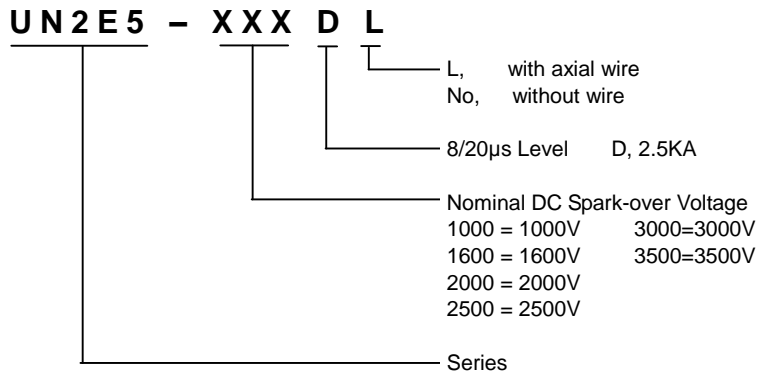 UN2E5 – XXX D L
L, with axial wire
No, without wire
8/20µs Level D, 2.5KA
Nominal DC Spark-over Voltage
1000 = 1000V 3000=3000V
1600 = 1600V 3500=3500V
2000 = 2000V
2500 = 2500V
Series